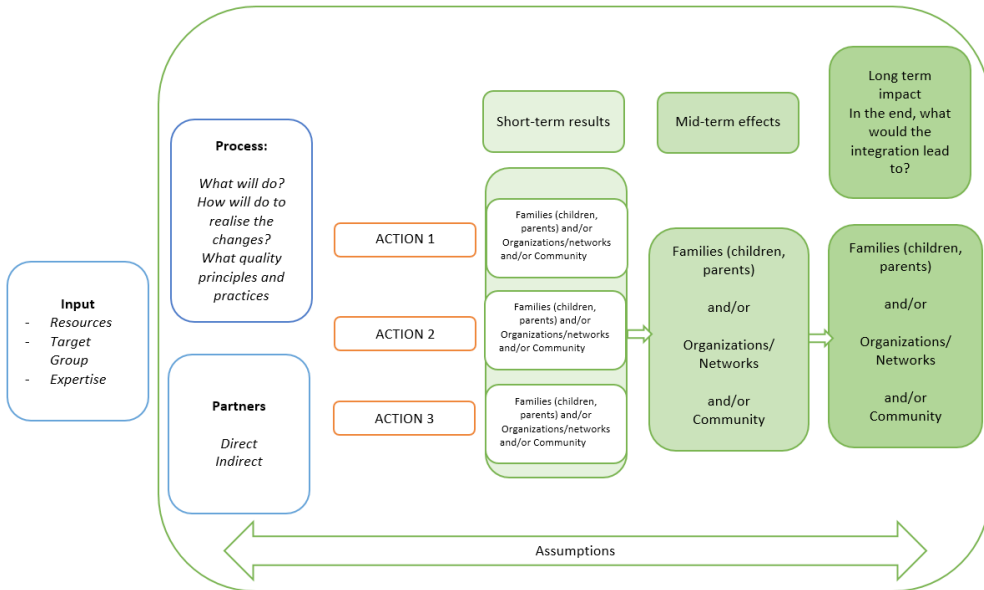 Input
- Resources
- Target
Group
- Expertise
Process:
What will do?
How will do to
realise the
changes?
What quality
principles and
practices
Partners
Direct
Indirect
ACTION 1
ACTION 2
ACTION 3
Short-term results
Families (children,
parents) and/or
Organizations/networks
and/or Community
Families (children,
parents) and/or
Organizations/networks
and/or Community
Families (children,
parents) and/or
Organizations/networks
and/or Community
Mid-term effects
Families (children,
parents)
and/or
Organizations/
Networks
and/or
Community
Long term
impact
In the end, what
would the
integration lead
to?
Families (children,
parents)
and/or
Organizations/
Networks
and/or
Community
Assumptions